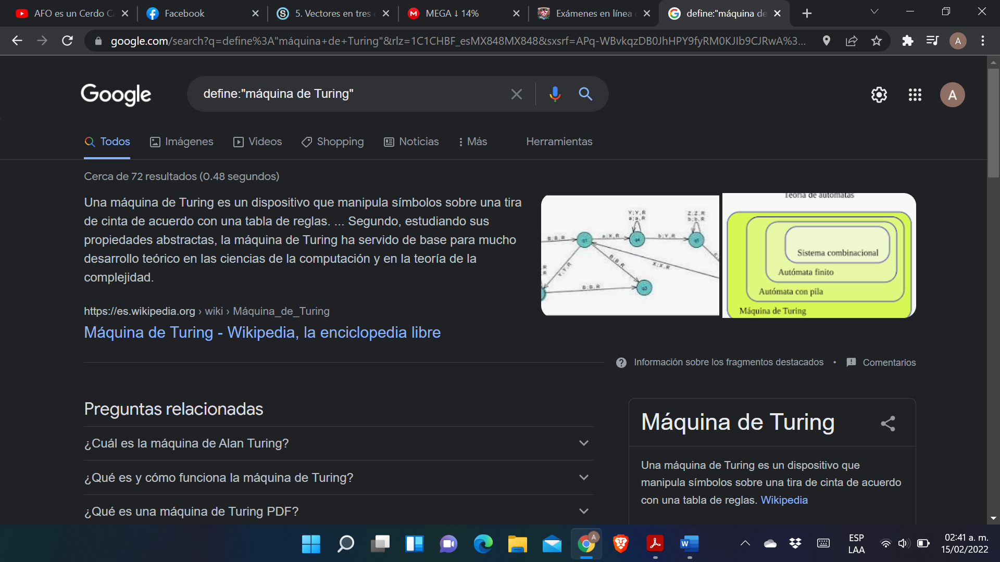 AFO es un Cerdo C
Facebook
5. Vectores en tres
MEGA ↓ 14%
Exámenes en línea
define:"máquina de
google.com/search?q=define%3A"máquina+de+Turing"&rlz=1C1CHBF_esMX848MX848&sxsrf=APq-WBvkqzDB0JhHPY9fyRM0KJIb9CJRwA%3...
A
Google
define:"máquina de Turing"
A
Todos
Imágenes
Videos
Shopping
Noticias
Más
Herramientas
Cerca de 72 resultados (0.48 segundos)
Una máquina de Turing es un dispositivo que manipula símbolos sobre una tira
de cinta de acuerdo con una tabla de reglas. ... Segundo, estudiando sus
propiedades abstractas, la máquina de Turing ha servido de base para mucho
desarrollo teórico en las ciencias de la computación y en la teoría de la
complejidad.
Y;Y,R
a;a,R
Z;Z,R
b;b,R
B;B,R
q1
a;X,R
q4
b;Y,R
q5
Y;Y,R
B;B,R
X;X,R
B;B,R
q3
Teoría de autómatas
Sistema combinacional
Autómata finito
Autómata con pila
Máquina de Turing
https://es.wikipedia.org › wiki › Máquina_de_Turing
Máquina de Turing - Wikipedia, la enciclopedia libre
Información sobre los fragmentos destacados • Comentarios
Preguntas relacionadas
¿Cuál es la máquina de Alan Turing?
¿Qué es y cómo funciona la máquina de Turing?
¿Qué es una máquina de Turing PDF?
Máquina de Turing
Una máquina de Turing es un dispositivo que
manipula símbolos sobre una tira de cinta de acuerdo
con una tabla de reglas. Wikipedia
A
W
ESP
LAA
02:41 a. m.
15/02/2022